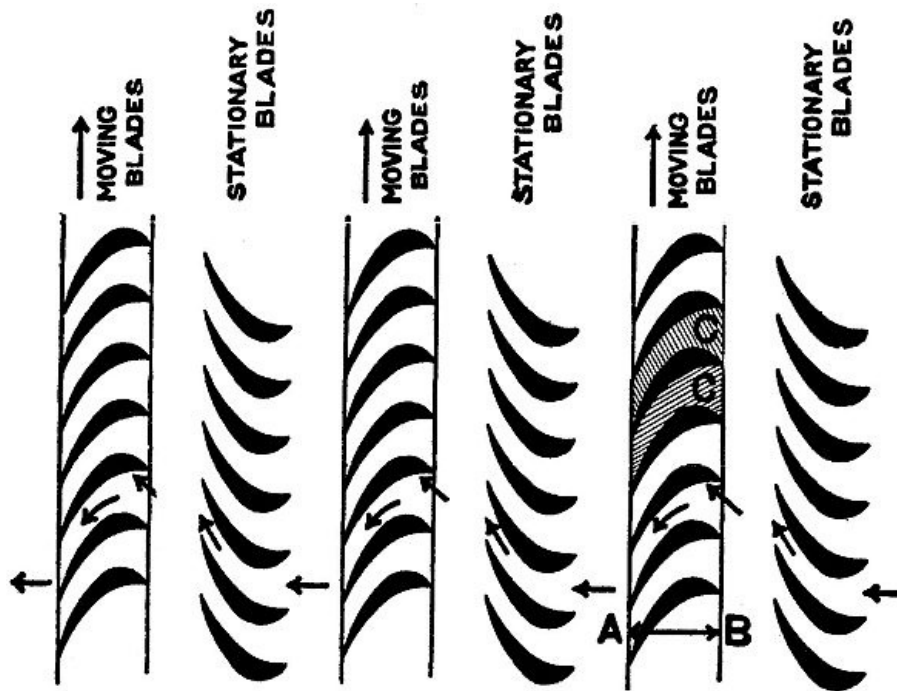 MOVING
BLADES
STATIONARY
BLADES
MOVING
BLADES
STATIONARY
BLADES
MOVING
BLADES
STATIONARY
BLADES
C
C
A
B